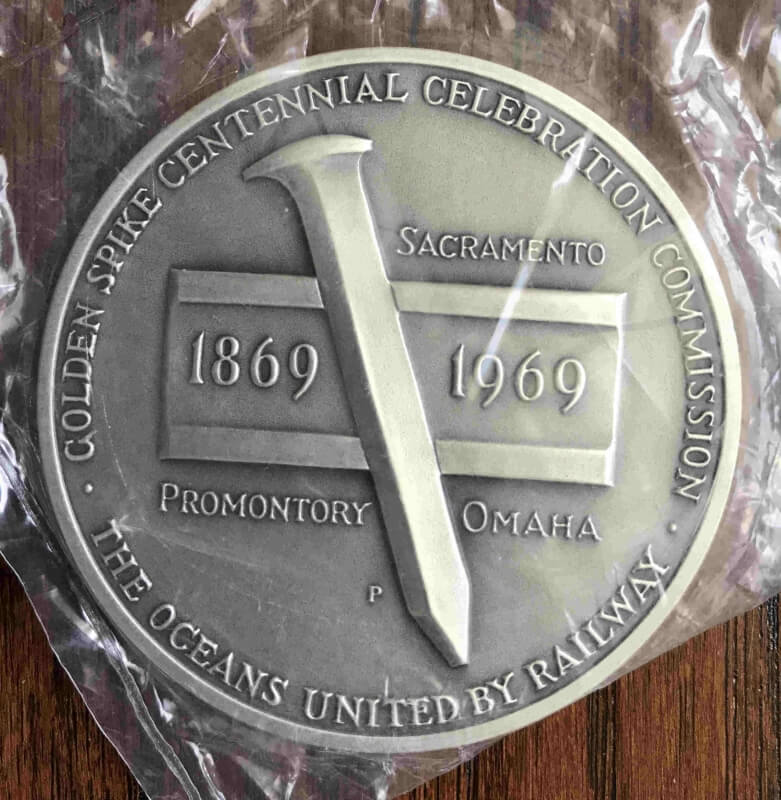 GOLDEN SPIKE CENTENNIAL CELEBRATION COMMISSION
SACRAMENTO
1869 1969
PROMONTORY OMAHA
P
THE OCEANS UNITED BY RAILWAY